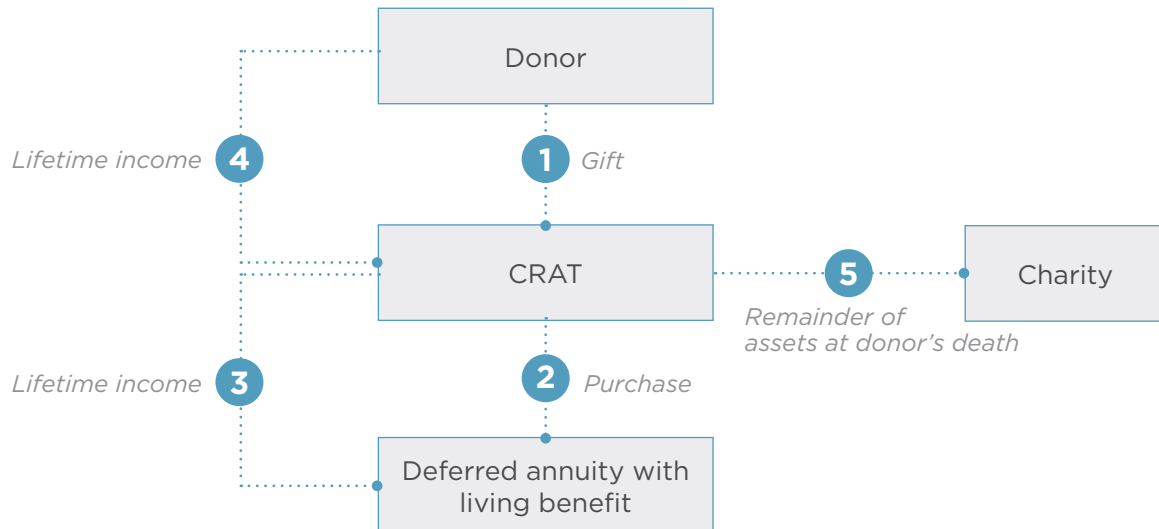 Donor
Lifetime income
4
1
Gift
CRAT
5
Charity
Remainder of
assets at donor's death
Lifetime income
3
2
Purchase
Deferred annuity with
living benefit